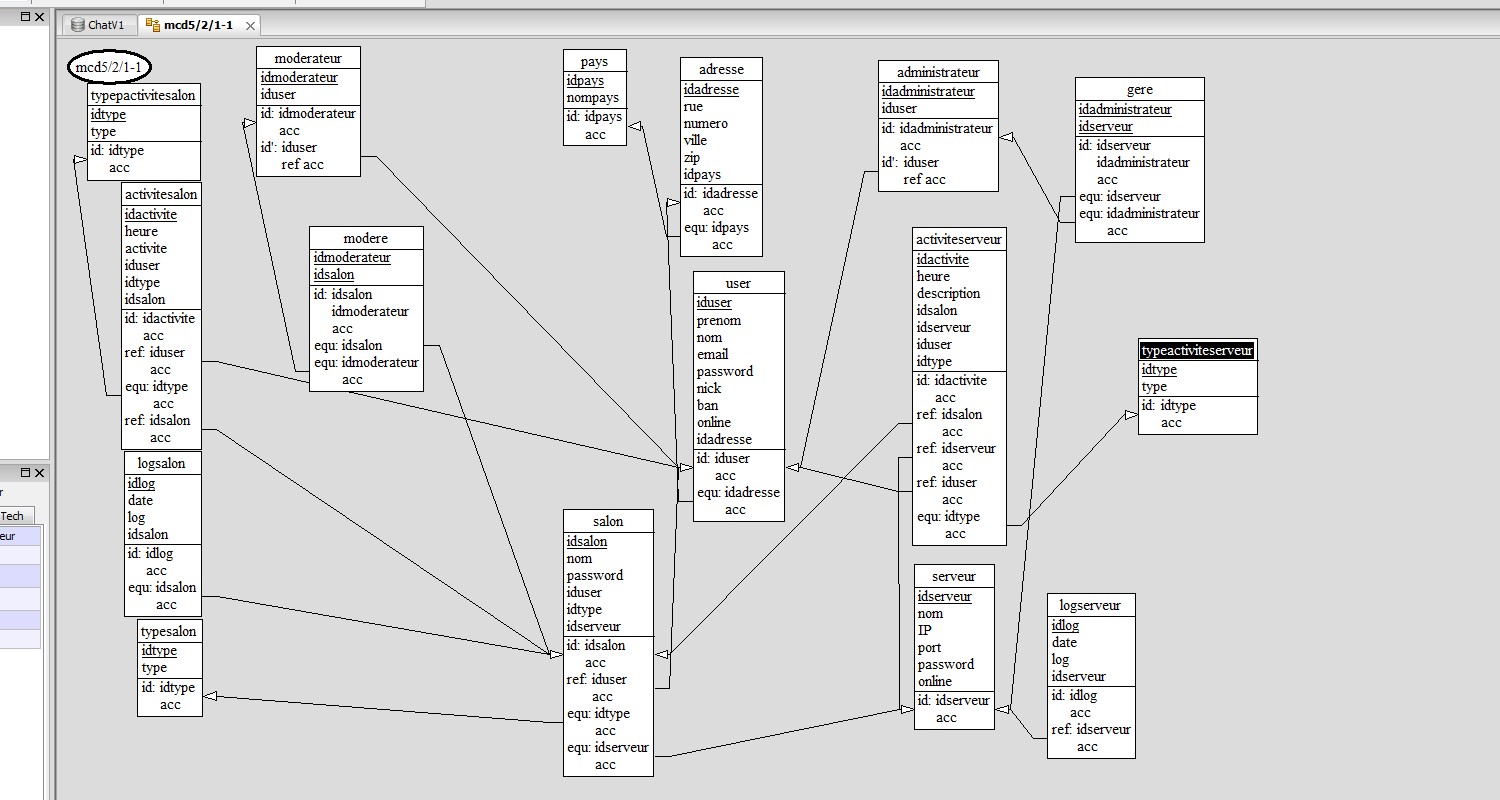 ChatV1
mcd5/2/1-1
mcd5/2/1-1
r
Tech
eur
typepactivitesalon
idtype
type
id: idtype
acc
activitesalon
idactivite
heure
activite
iduser
idtype
idsalon
id: idactivite
acc
ref: iduser
acc
equ: idtype
acc
ref: idsalon
acc
logsalon
idlog
date
log
idsalon
id: idlog
acc
equ: idsalon
acc
typesalon
idtype
type
id: idtype
acc
moderateur
idmoderateur
iduser
id: idmoderateur
acc
id': iduser
ref acc
modere
idmoderateur
idsalon
id: idsalon
idmoderateur
acc
equ: idsalon
equ: idmoderateur
acc
pays
idpays
nompays
id: idpays
acc
adresse
idadresse
rue
numero
ville
zip
idpays
id: idadresse
acc
equ: idpays
acc
user
iduser
prenom
nom
email
password
nick
ban
online
idadresse
id: iduser
acc
equ: idadresse
acc
salon
idsalon
nom
password
iduser
idtype
idserveur
id: idsalon
acc
ref: iduser
acc
equ: idtype
acc
equ: idserveur
acc
administrateur
idadministrateur
iduser
id: idadministrateur
acc
id': iduser
ref acc
activiteserveur
idactivite
heure
description
idsalon
idserveur
iduser
idtype
id: idactivite
acc
ref: idsalon
acc
ref: idserveur
acc
ref: iduser
acc
equ: idtype
acc
serveur
idserveur
nom
IP
port
password
online
id: idserveur
acc
gere
idadministrateur
idserveur
id: idserveur
idadministrateur
acc
equ: idserveur
equ: idadministrateur
acc
typeactiviteserveur
idtype
type
id: idtype
acc
logserveur
idlog
date
log
idserveur
id: idlog
acc
ref: idserveur
acc